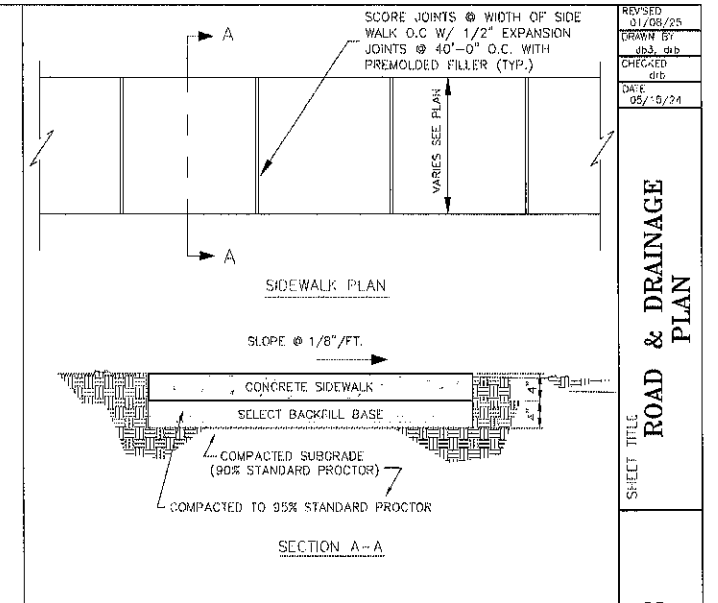 SCORE JOINTS @ WIDTH OF SIDE
WALK O.C W/ 1/2" EXPANSION
JOINTS @ 40'-0" O.C. WITH
PREMOLDED FILLER (TYP.)
A
VARIES SEE PLAN
A
SIDEWALK PLAN
SLOPE @ 1/8"/FT.
CONCRETE SIDEWALK
4"
SELECT BACKFILL BASE
4"
COMPACTED SUBGRADE
(90% STANDARD PROCTOR)
COMPACTED TO 95% STANDARD PROCTOR
SECTION A-A
REVISED
01/08/25
DRAWN BY
db3, drb
CHECKED
drb
DATE
05/15/24
SHEET TITLE
ROAD & DRAINAGE
PLAN